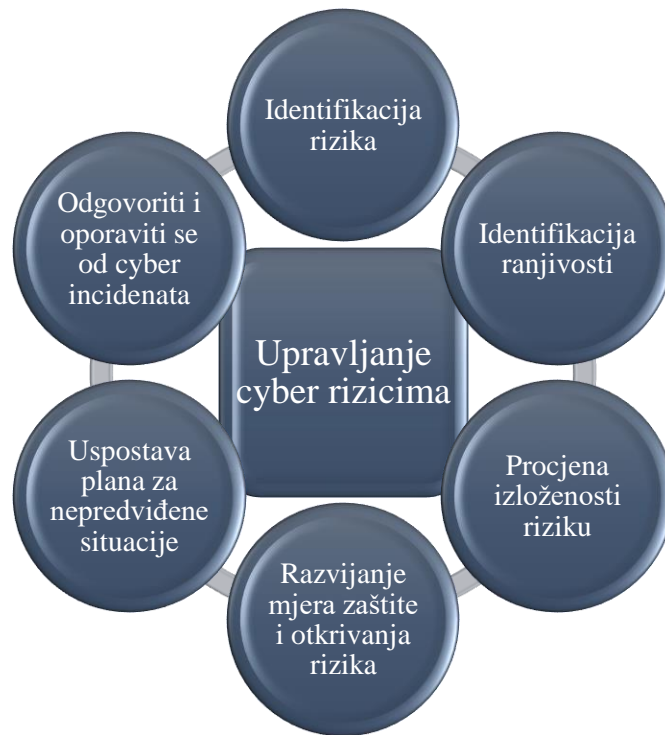 Identifikacija
rizika
Identifikacija
ranjivosti
Procjena
izloženosti
riziku
Razvijanje
mjera zaštite
i otkrivanja
rizika
Uspostava
plana za
nepredviđene
situacije
Odgovoriti i
oporaviti se
od cyber
incidenata
Upravljanje
cyber rizicima